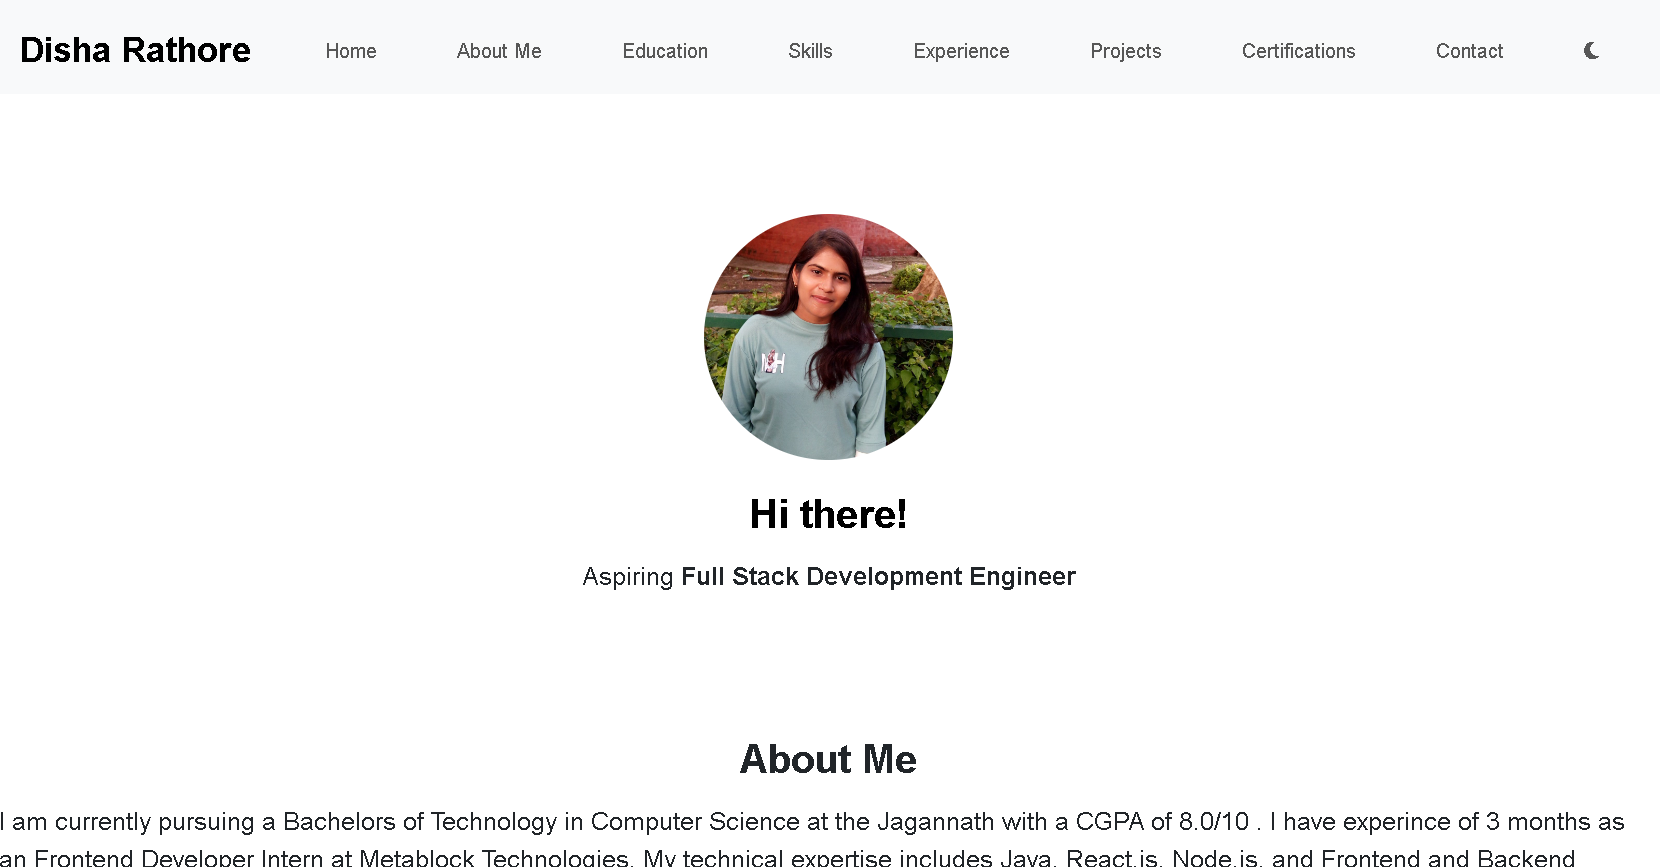 Disha Rathore Home About Me Education Skills Experience Projects Certifications Contact
Hi there!
Aspiring Full Stack Development Engineer
About Me
I am currently pursuing a Bachelors of Technology in Computer Science at the Jagannath with a CGPA of 8.0/10 . I have experince of 3 months as
an Frontend Developer Intern at Metablock Technologies. My technical expertise includes Java, React.js, Node.js, and Frontend and Backend